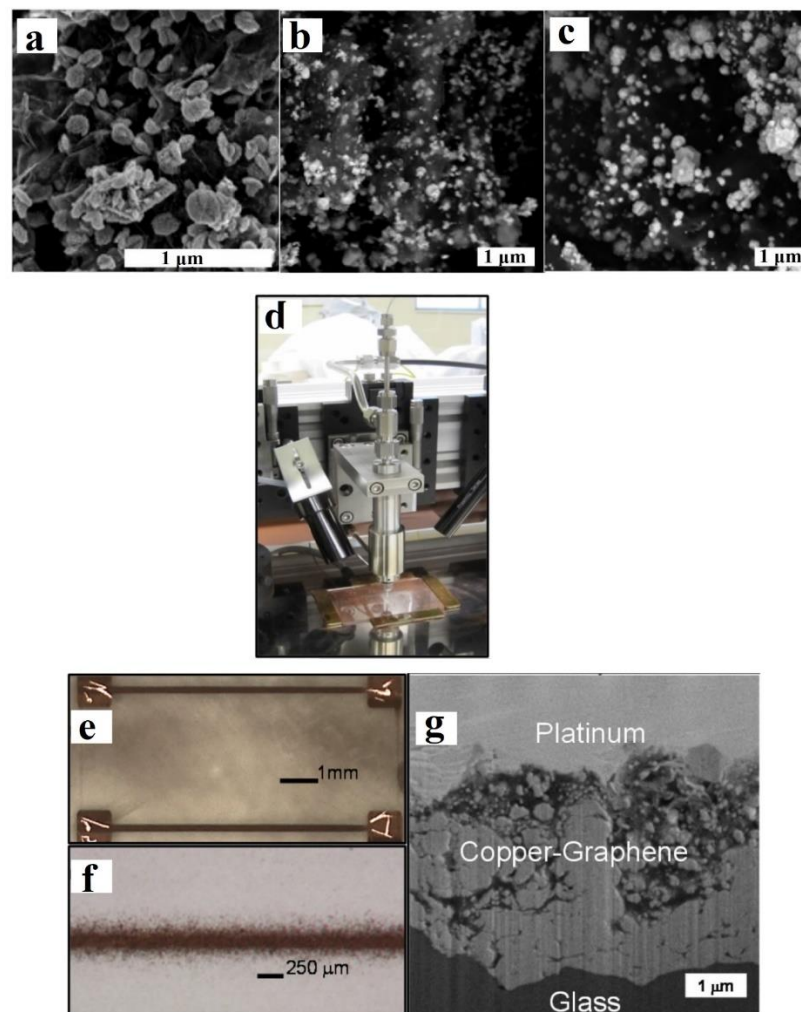 a
b
c
1 μm
1 μm
1 μm
d
e
1mm
f
250 μm
g
Platinum
Copper-Graphene
Glass
1 μm